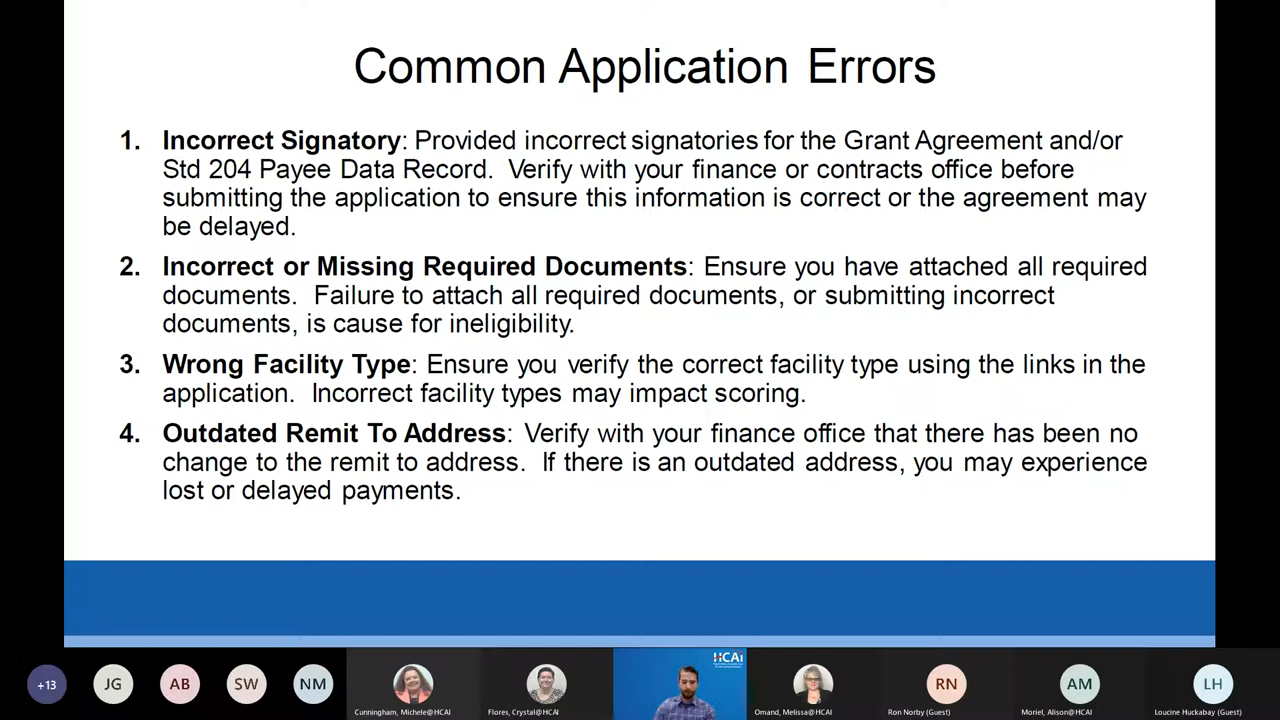 Common Application Errors
1. Incorrect Signatory: Provided incorrect signatories for the Grant Agreement and/or
Std 204 Payee Data Record. Verify with your finance or contracts office before
submitting the application to ensure this information is correct or the agreement may
be delayed.
2. Incorrect or Missing Required Documents: Ensure you have attached all required
documents. Failure to attach all required documents, or submitting incorrect
documents, is cause for ineligibility.
3. Wrong Facility Type: Ensure you verify the correct facility type using the links in the
application. Incorrect facility types may impact scoring.
4. Outdated Remit To Address: Verify with your finance office that there has been no
change to the remit to address. If there is an outdated address, you may experience
lost or delayed payments.
HCAI
+13 JG AB SW NM RN AM LH
Cunningham, Michele@HCAI Flores, Crystal@HCAI Omand, Melissa@HCAI Ron Norby (Guest) Moriel, Alison@HCAI Loucine Huckabay (Guest)